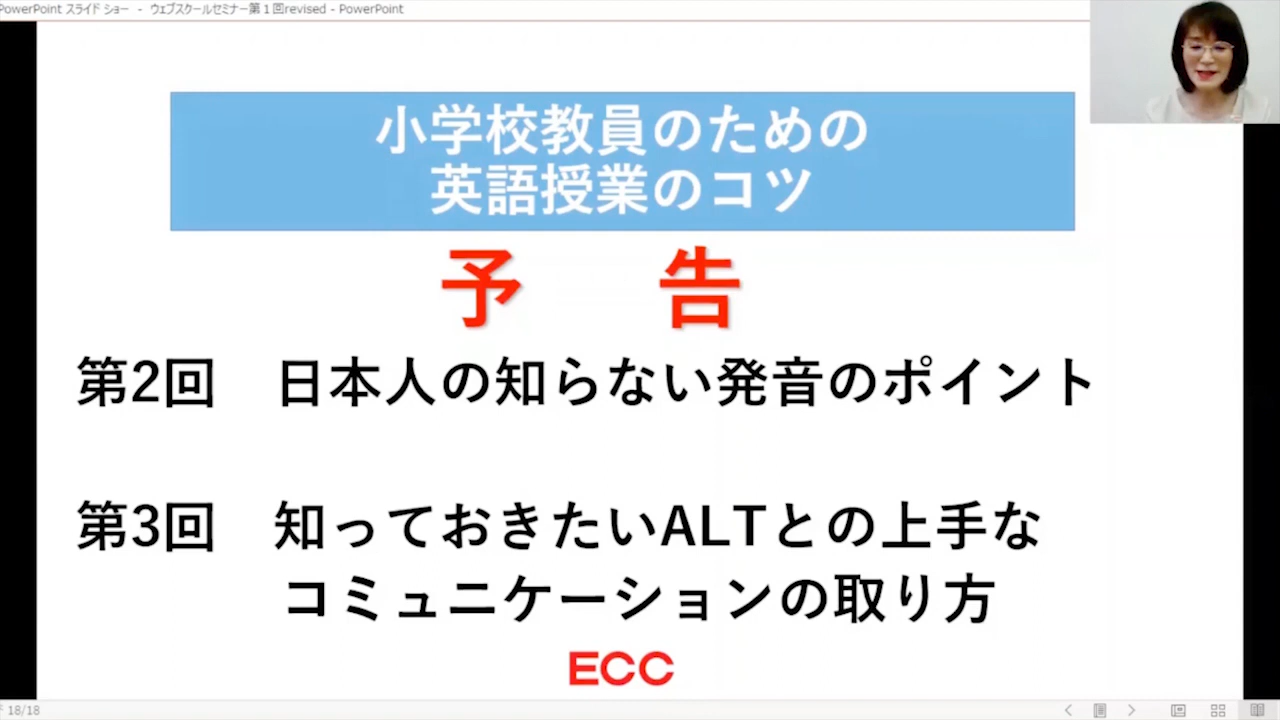 PowerPoint スライド ショー - ウェブスクールセミナー第1回revised - PowerPoint
小学校教員のための
英語授業のコツ
予 告
第2回 日本人の知らない発音のポイント
第3回 知っておきたいALTとの上手な
コミュニケーションの取り方
ECC
18/18